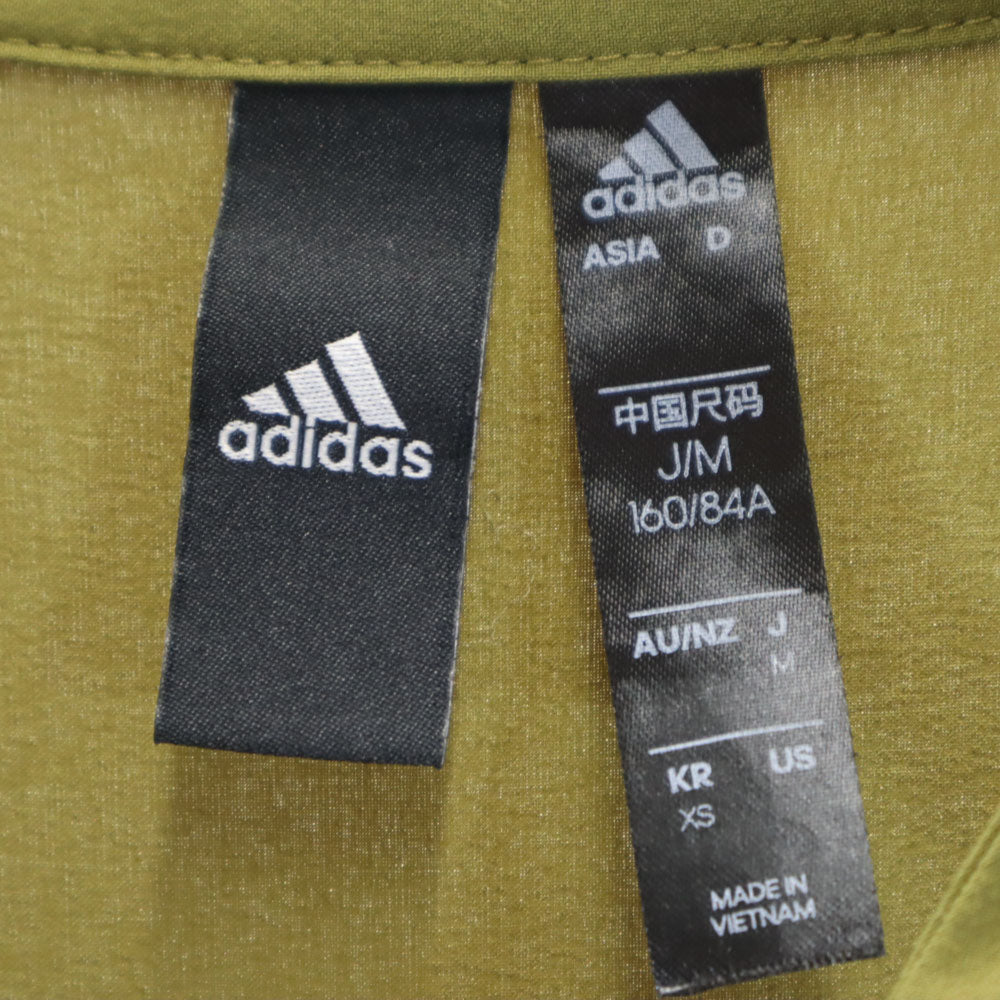 adidas
adidas
ASIA D
中国尺码
J/M
160/84A
AU/NZ J
M
KR US
XS
MADE IN
VIETNAM